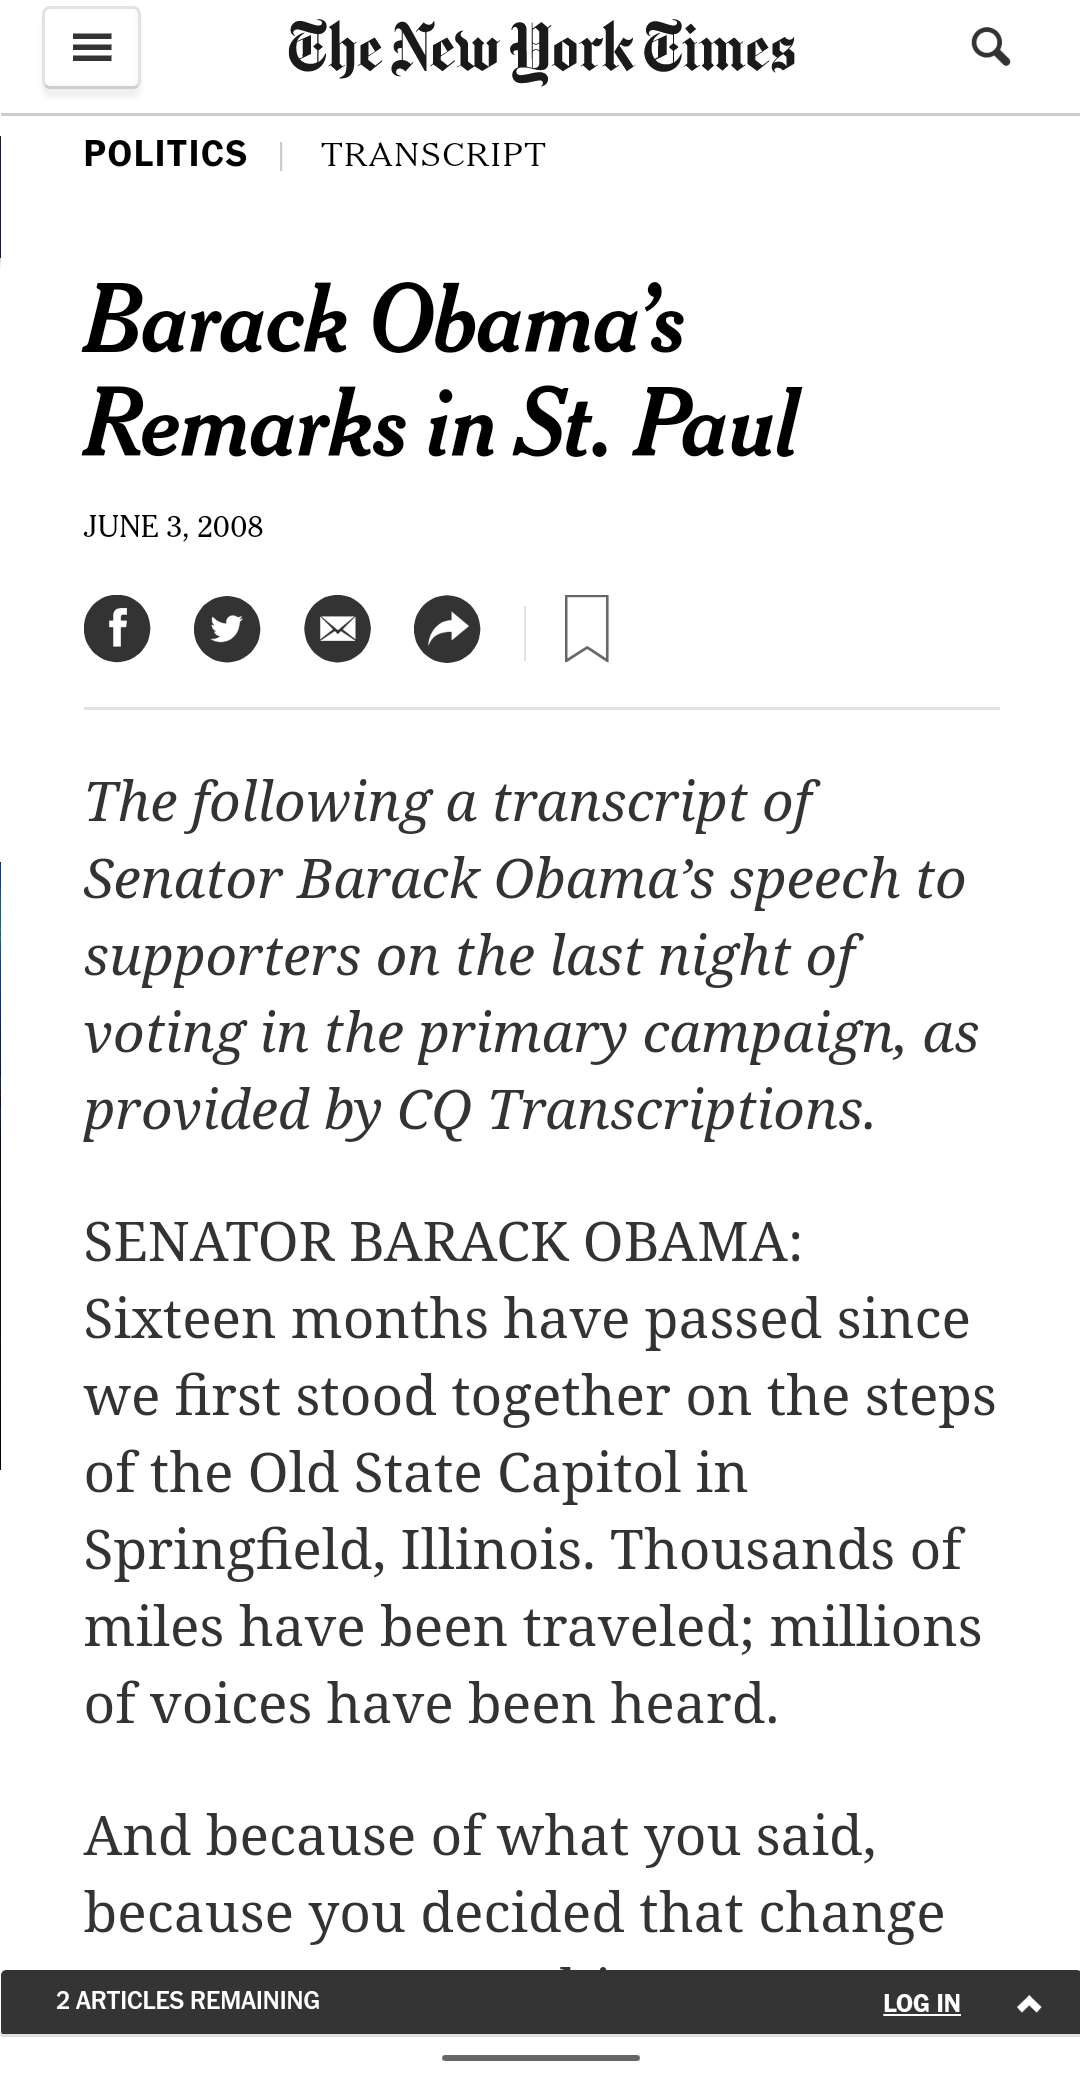 The New York Times
POLITICS | TRANSCRIPT
Barack Obama’s
Remarks in St. Paul
JUNE 3, 2008
The following a transcript of
Senator Barack Obama’s speech to
supporters on the last night of
voting in the primary campaign, as
provided by CQ Transcriptions.
SENATOR BARACK OBAMA:
Sixteen months have passed since
we first stood together on the steps
of the Old State Capitol in
Springfield, Illinois. Thousands of
miles have been traveled; millions
of voices have been heard.
And because of what you said,
because you decided that change
2 ARTICLES REMAINING
LOG IN